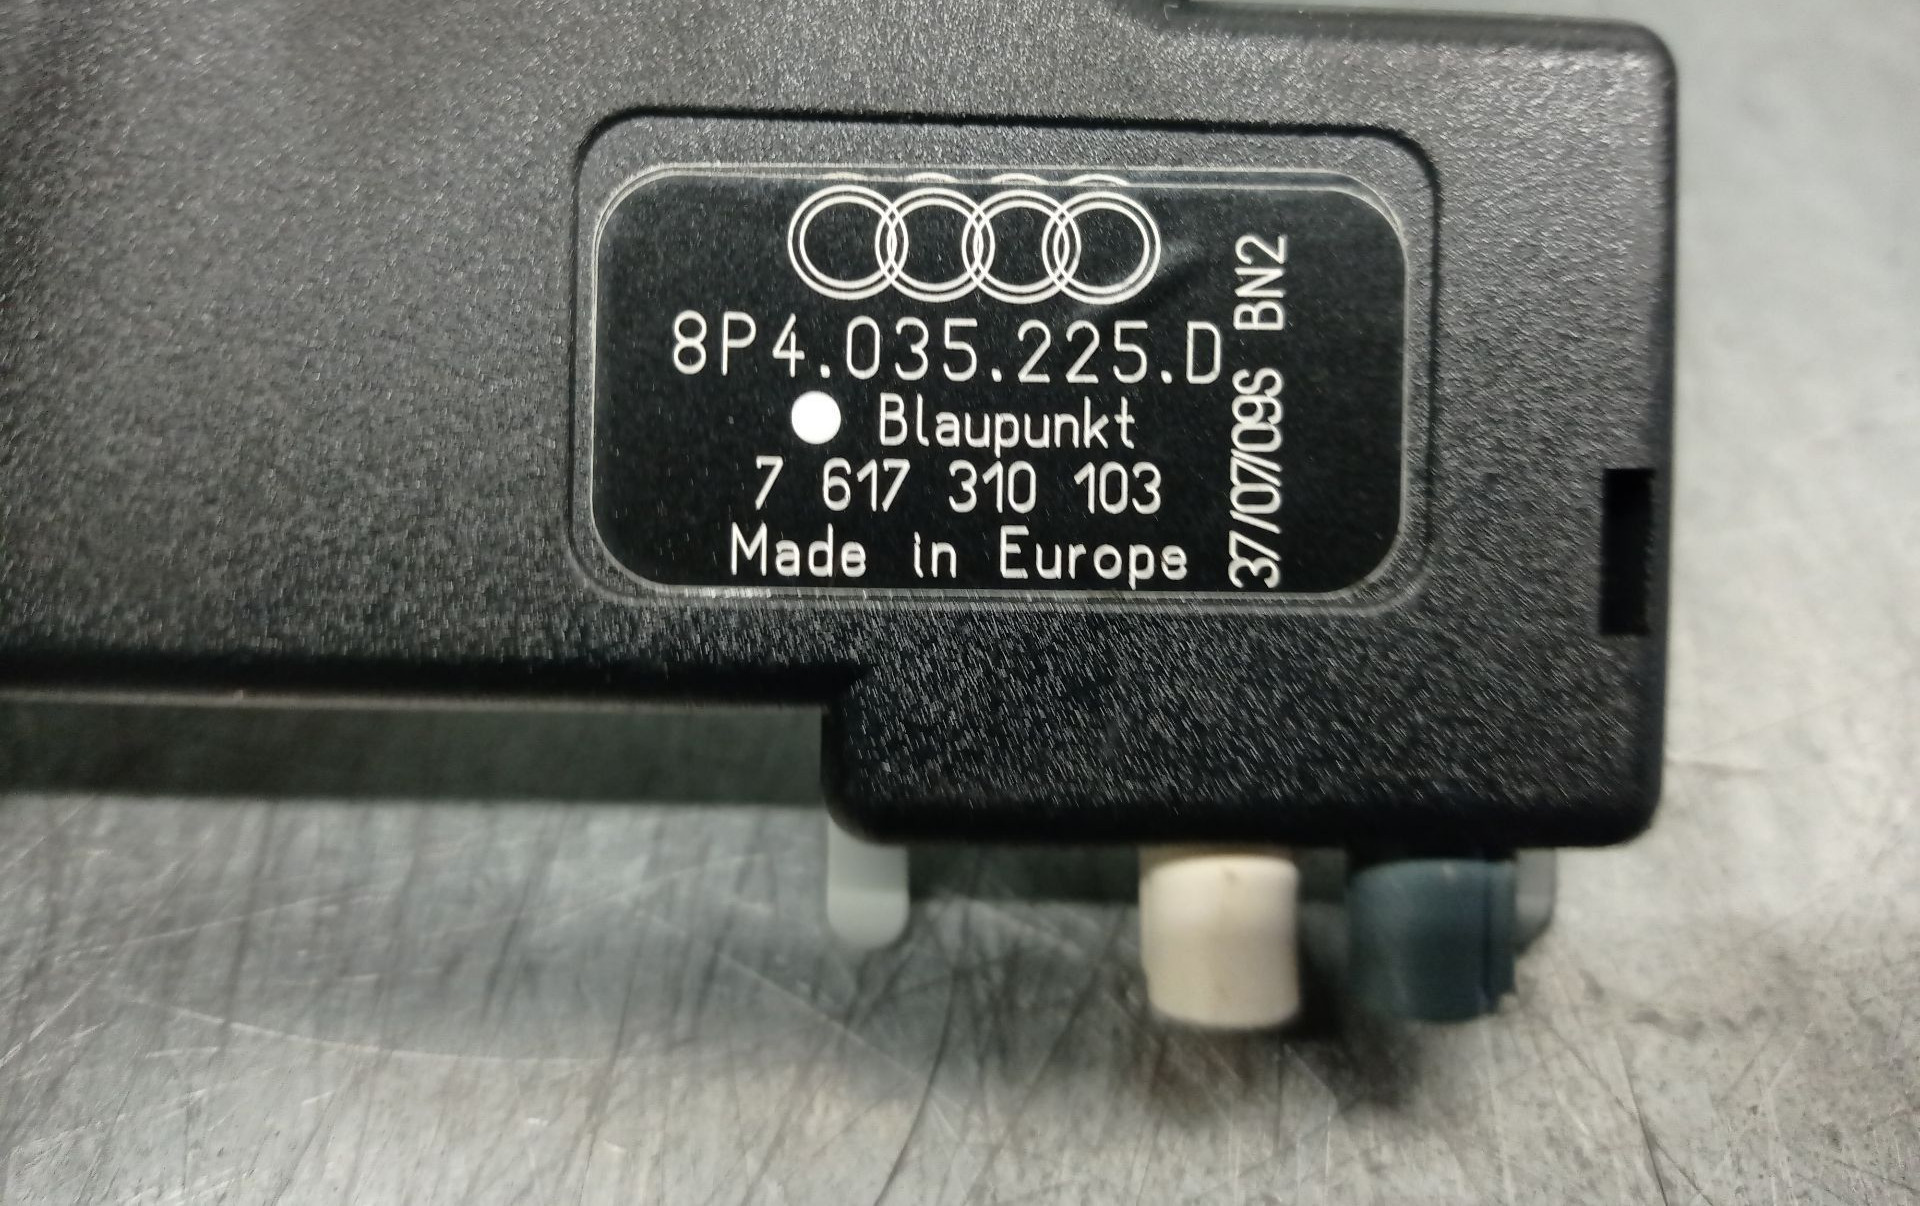 8P4.035.225.D
Blaupunkt
7 617 310 103
Made in Europe
37/07/09S BN2